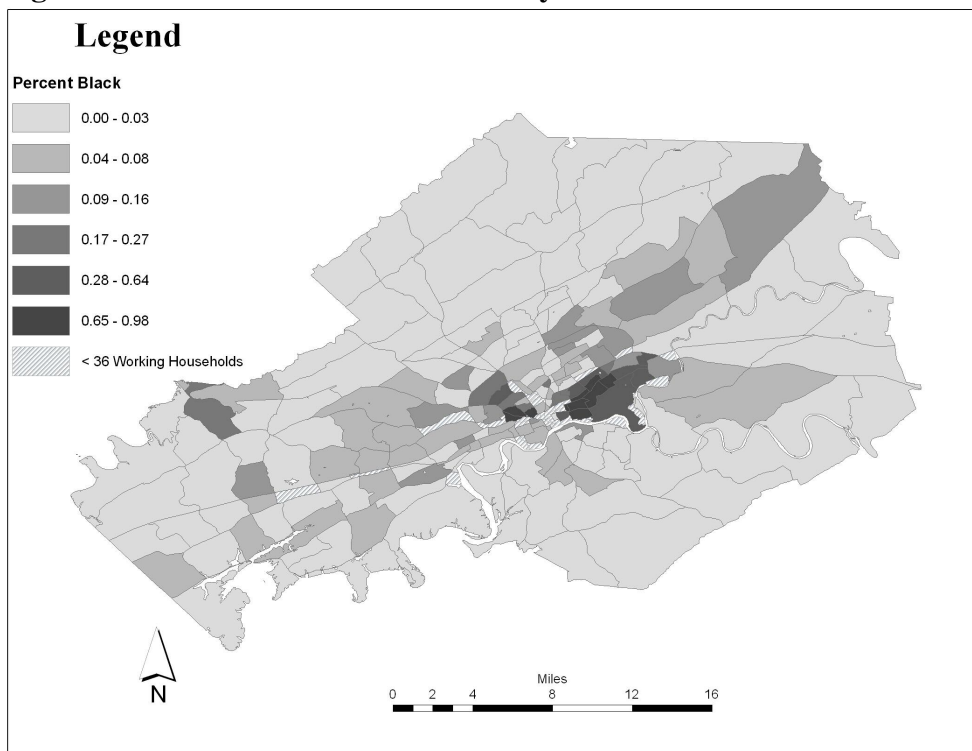 Legend
Percent Black
0.00 - 0.03
0.04 - 0.08
0.09 - 0.16
0.17 - 0.27
0.28 - 0.64
0.65 - 0.98
< 36 Working Households
N
Miles
0 2 4 8 12 16